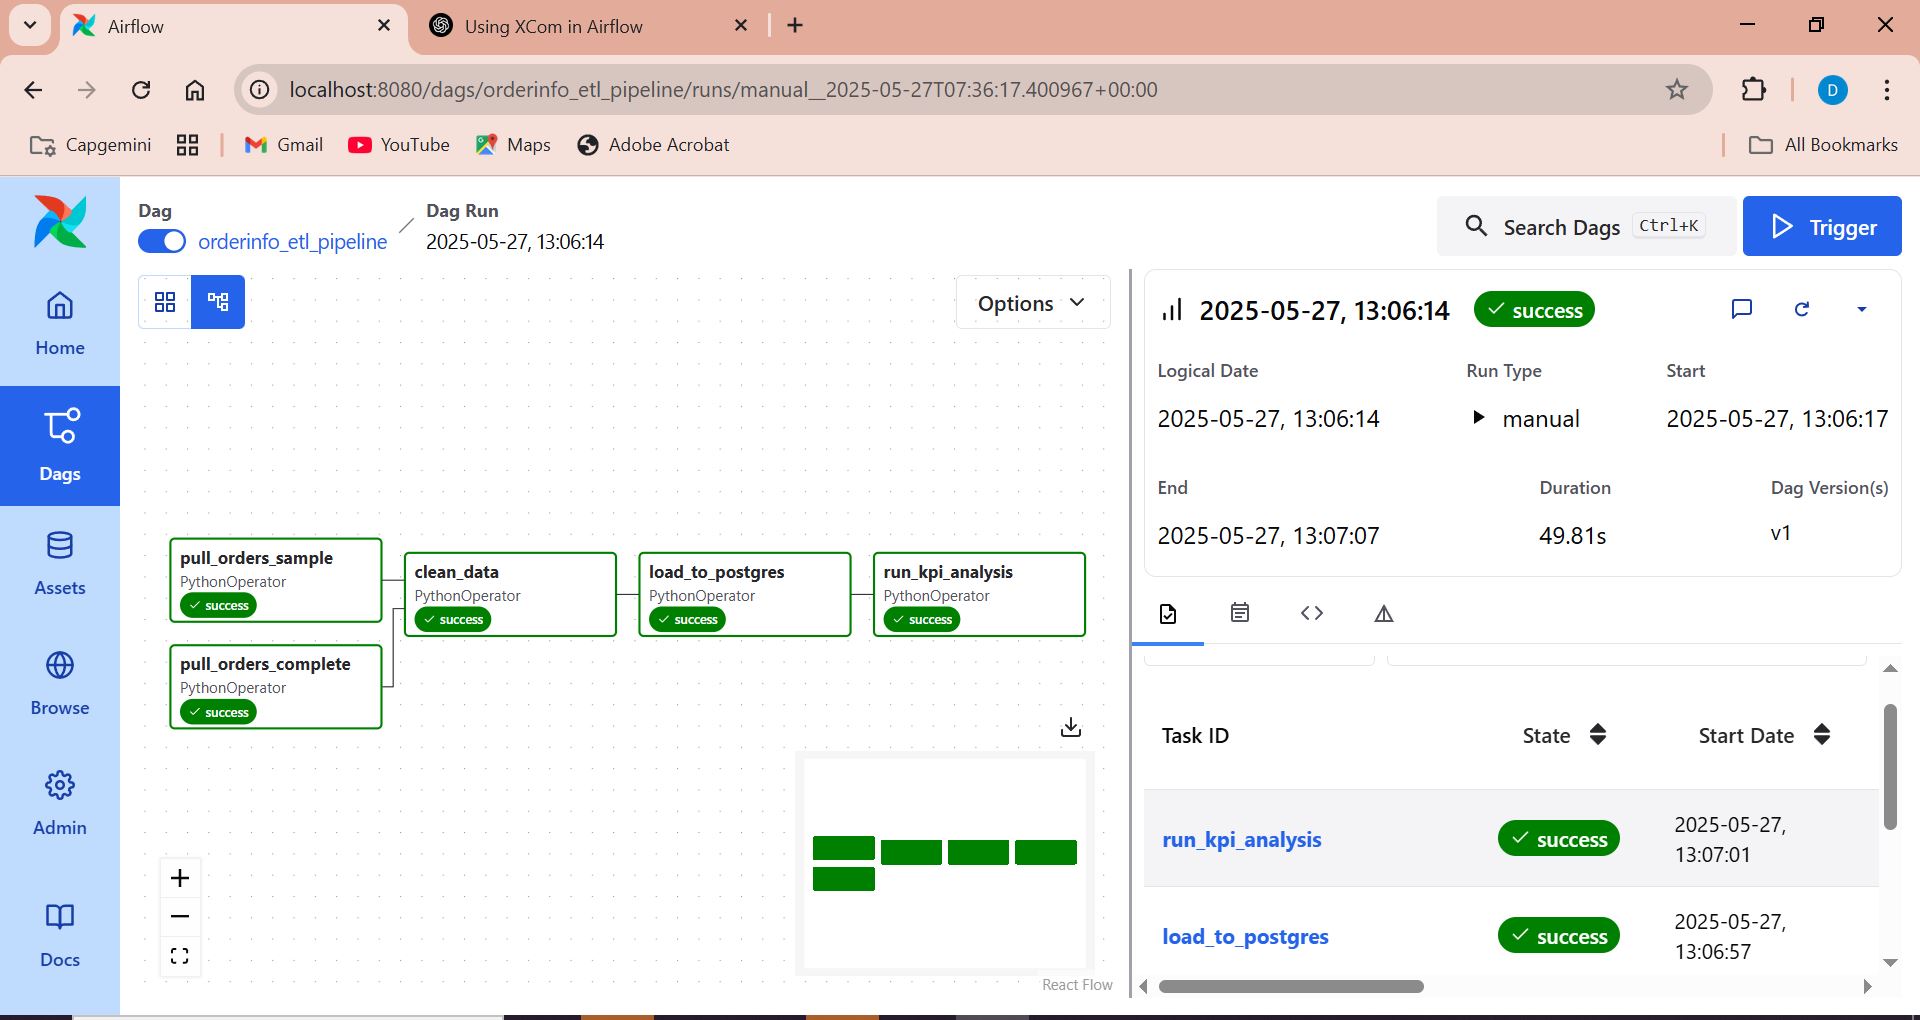 Airflow
Using XCom in Airflow
localhost:8080/dags/orderinfo_etl_pipeline/runs/manual__2025-05-27T07:36:17.400967+00:00
D
Capgemini
Gmail
YouTube
Maps
Adobe Acrobat
All Bookmarks
Home
Dags
Assets
Browse
Admin
Docs
Dag
orderinfo_etl_pipeline
Dag Run
2025-05-27, 13:06:14
Search Dags Ctrl+K
Trigger
Options
pull_orders_sample
PythonOperator
success
pull_orders_complete
PythonOperator
success
clean_data
PythonOperator
success
load_to_postgres
PythonOperator
success
run_kpi_analysis
PythonOperator
success
React Flow
2025-05-27, 13:06:14 success
Logical Date Run Type Start
2025-05-27, 13:06:14 manual 2025-05-27, 13:06:17
End Duration Dag Version(s)
2025-05-27, 13:07:07 49.81s v1
Task ID State Start Date
run_kpi_analysis success 2025-05-27,
13:07:01
load_to_postgres success 2025-05-27,
13:06:57